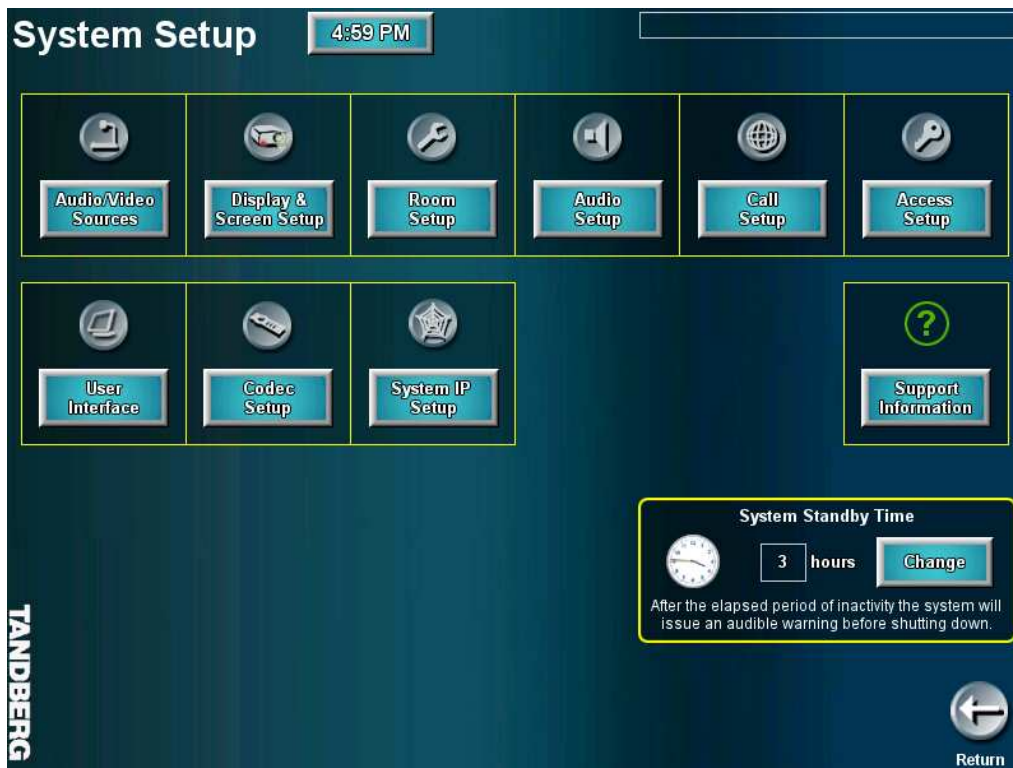 System Setup
4:59 PM
Audio/Video
Sources
Display &
Screen Setup
Room
Setup
Audio
Setup
Call
Setup
Access
Setup
User
Interface
Codec
Setup
System IP
Setup
?
Support
Information
System Standby Time
3 hours
Change
After the elapsed period of inactivity the system will
issue an audible warning before shutting down.
TANDBERG
Return